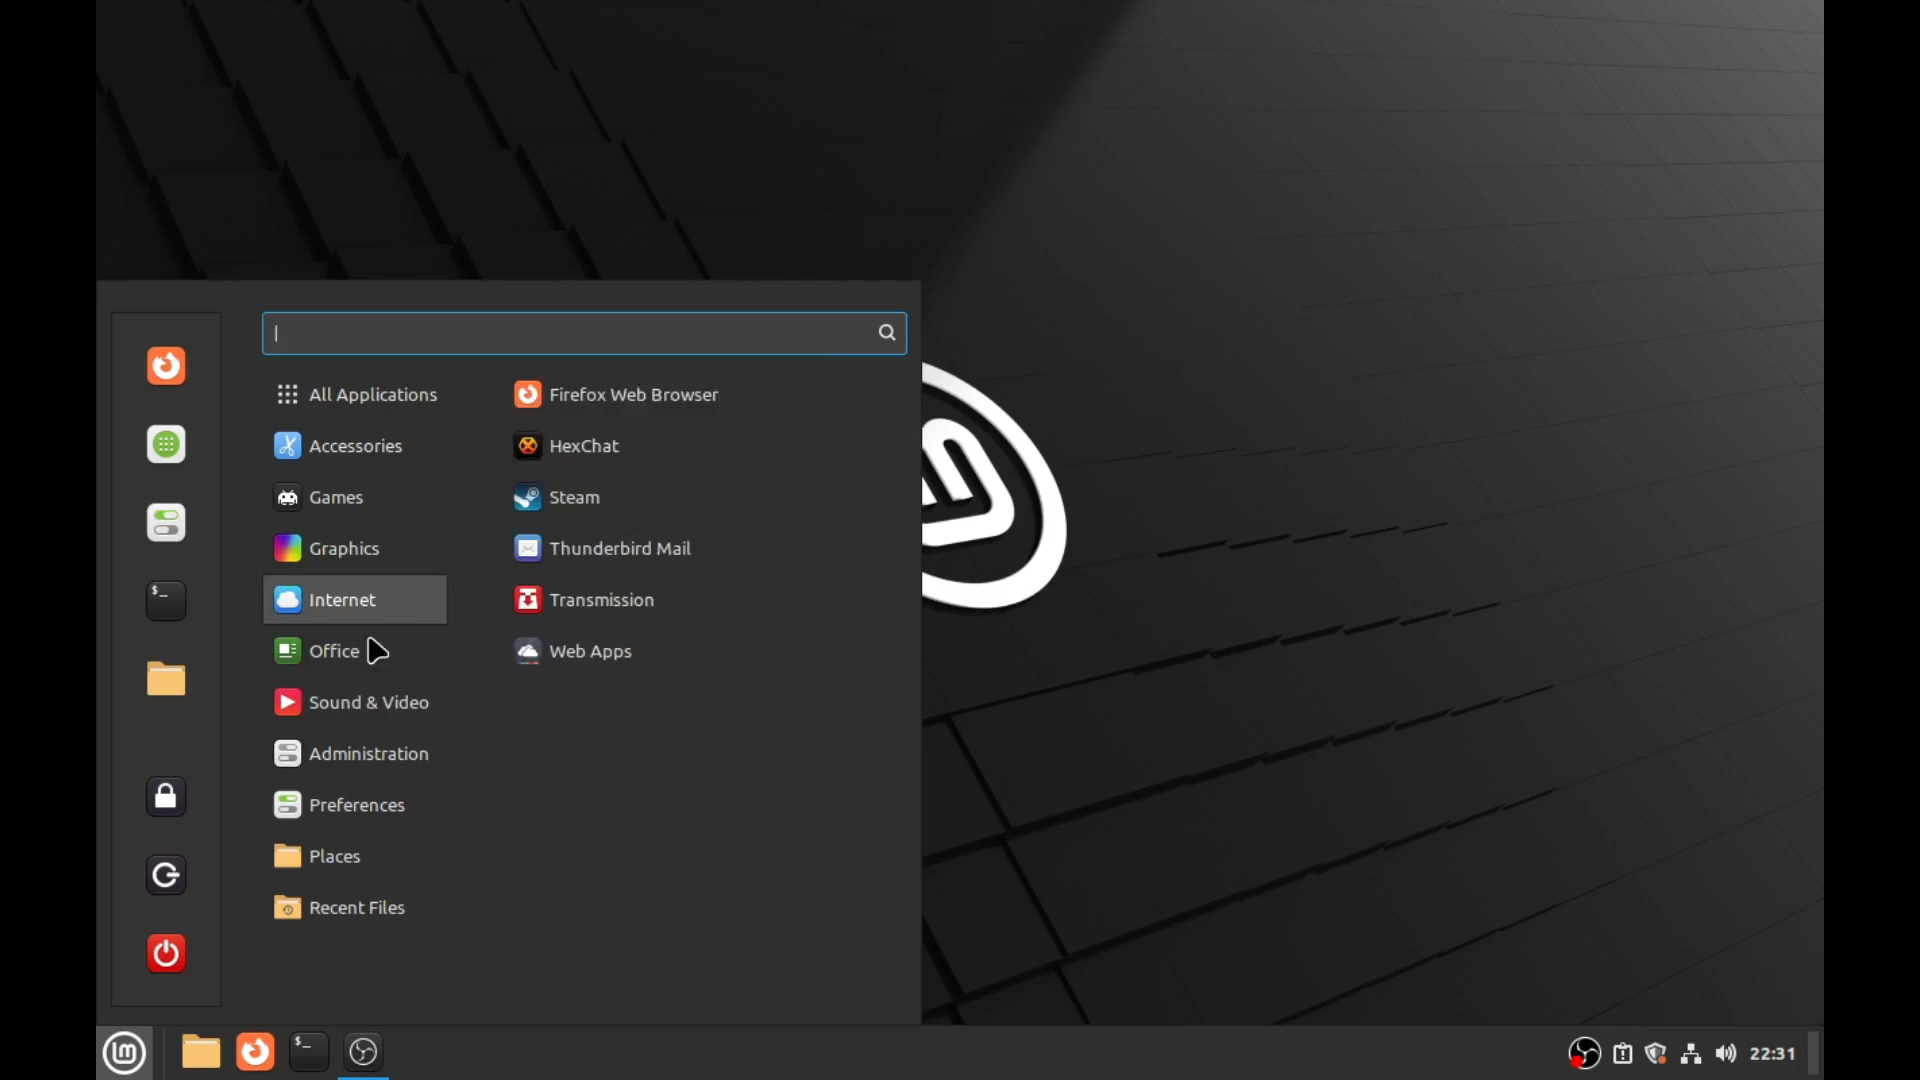 All Applications
Accessories
Games
Graphics
Internet
Office
Sound & Video
Administration
Preferences
Places
Recent Files
Firefox Web Browser
HexChat
Steam
Thunderbird Mail
Transmission
Web Apps
$_
$_
22:31